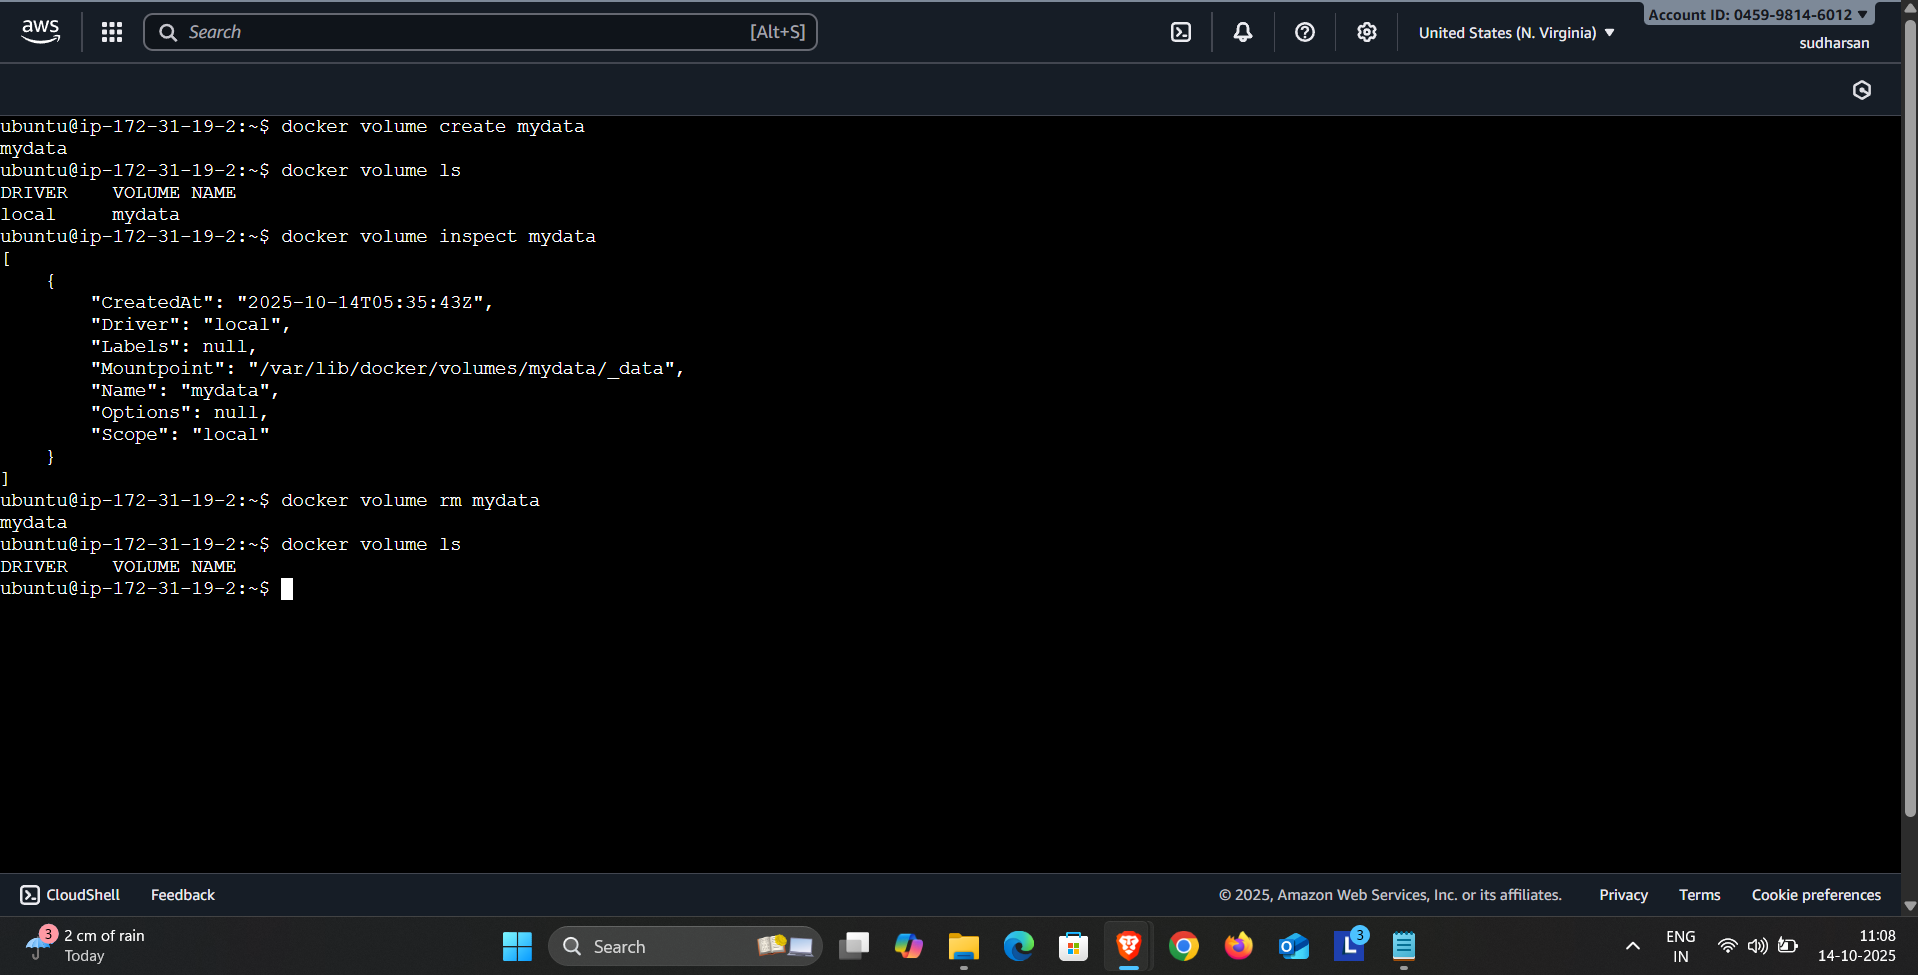 aws
Search
[Alt+S]
United States (N. Virginia)
Account ID: 0459-9814-6012
sudharsan
ubuntu@ip-172-31-19-2:~$ docker volume create mydata
mydata
ubuntu@ip-172-31-19-2:~$ docker volume ls
DRIVER    VOLUME NAME
local     mydata
ubuntu@ip-172-31-19-2:~$ docker volume inspect mydata
[
    {
        "CreatedAt": "2025-10-14T05:35:43Z",
        "Driver": "local",
        "Labels": null,
        "Mountpoint": "/var/lib/docker/volumes/mydata/_data",
        "Name": "mydata",
        "Options": null,
        "Scope": "local"
    }
]
ubuntu@ip-172-31-19-2:~$ docker volume rm mydata
mydata
ubuntu@ip-172-31-19-2:~$ docker volume ls
DRIVER    VOLUME NAME
ubuntu@ip-172-31-19-2:~$
CloudShell
Feedback
© 2025, Amazon Web Services, Inc. or its affiliates.
Privacy
Terms
Cookie preferences
3
2 cm of rain
Today
Search
L
3
ENG
IN
11:08
14-10-2025